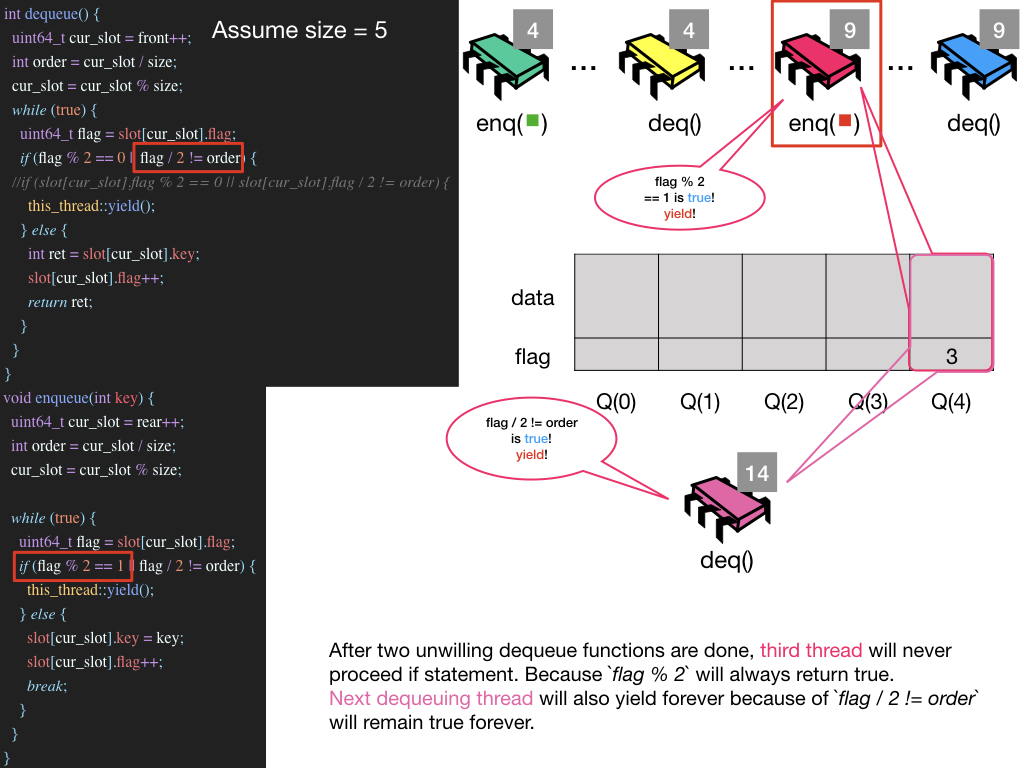 int dequeue() {
uint64_t cur_slot = front++;
int order = cur_slot / size;
cur_slot = cur_slot % size;
while (true) {
uint64_t flag = slot[cur_slot].flag;
if (flag % 2 == 0 || flag / 2 != order) {
//if (slot[cur_slot].flag % 2 == 0 || slot[cur_slot].flag / 2 != order) {
this_thread::yield();
} else {
int ret = slot[cur_slot].key;
slot[cur_slot].flag++;
return ret;
}
}
}
void enqueue(int key) {
uint64_t cur_slot = rear++;
int order = cur_slot / size;
cur_slot = cur_slot % size;
while (true) {
uint64_t flag = slot[cur_slot].flag;
if (flag % 2 == 1 || flag / 2 != order) {
this_thread::yield();
} else {
slot[cur_slot].key = key;
slot[cur_slot].flag++;
break;
}
}
}
Assume size = 5
4 ... 4 ... 9 ... 9
enq(■) deq() enq(■) deq()
flag % 2
== 1 is true!
yield!
data
flag 3
Q(0) Q(1) Q(2) Q(3) Q(4)
flag / 2 != order
is true!
yield!
14
deq()
After two unwilling dequeue functions are done, third thread will never
proceed if statement. Because `flag % 2` will always return true.
Next dequeuing thread will also yield forever because of `flag / 2 != order`
will remain true forever.